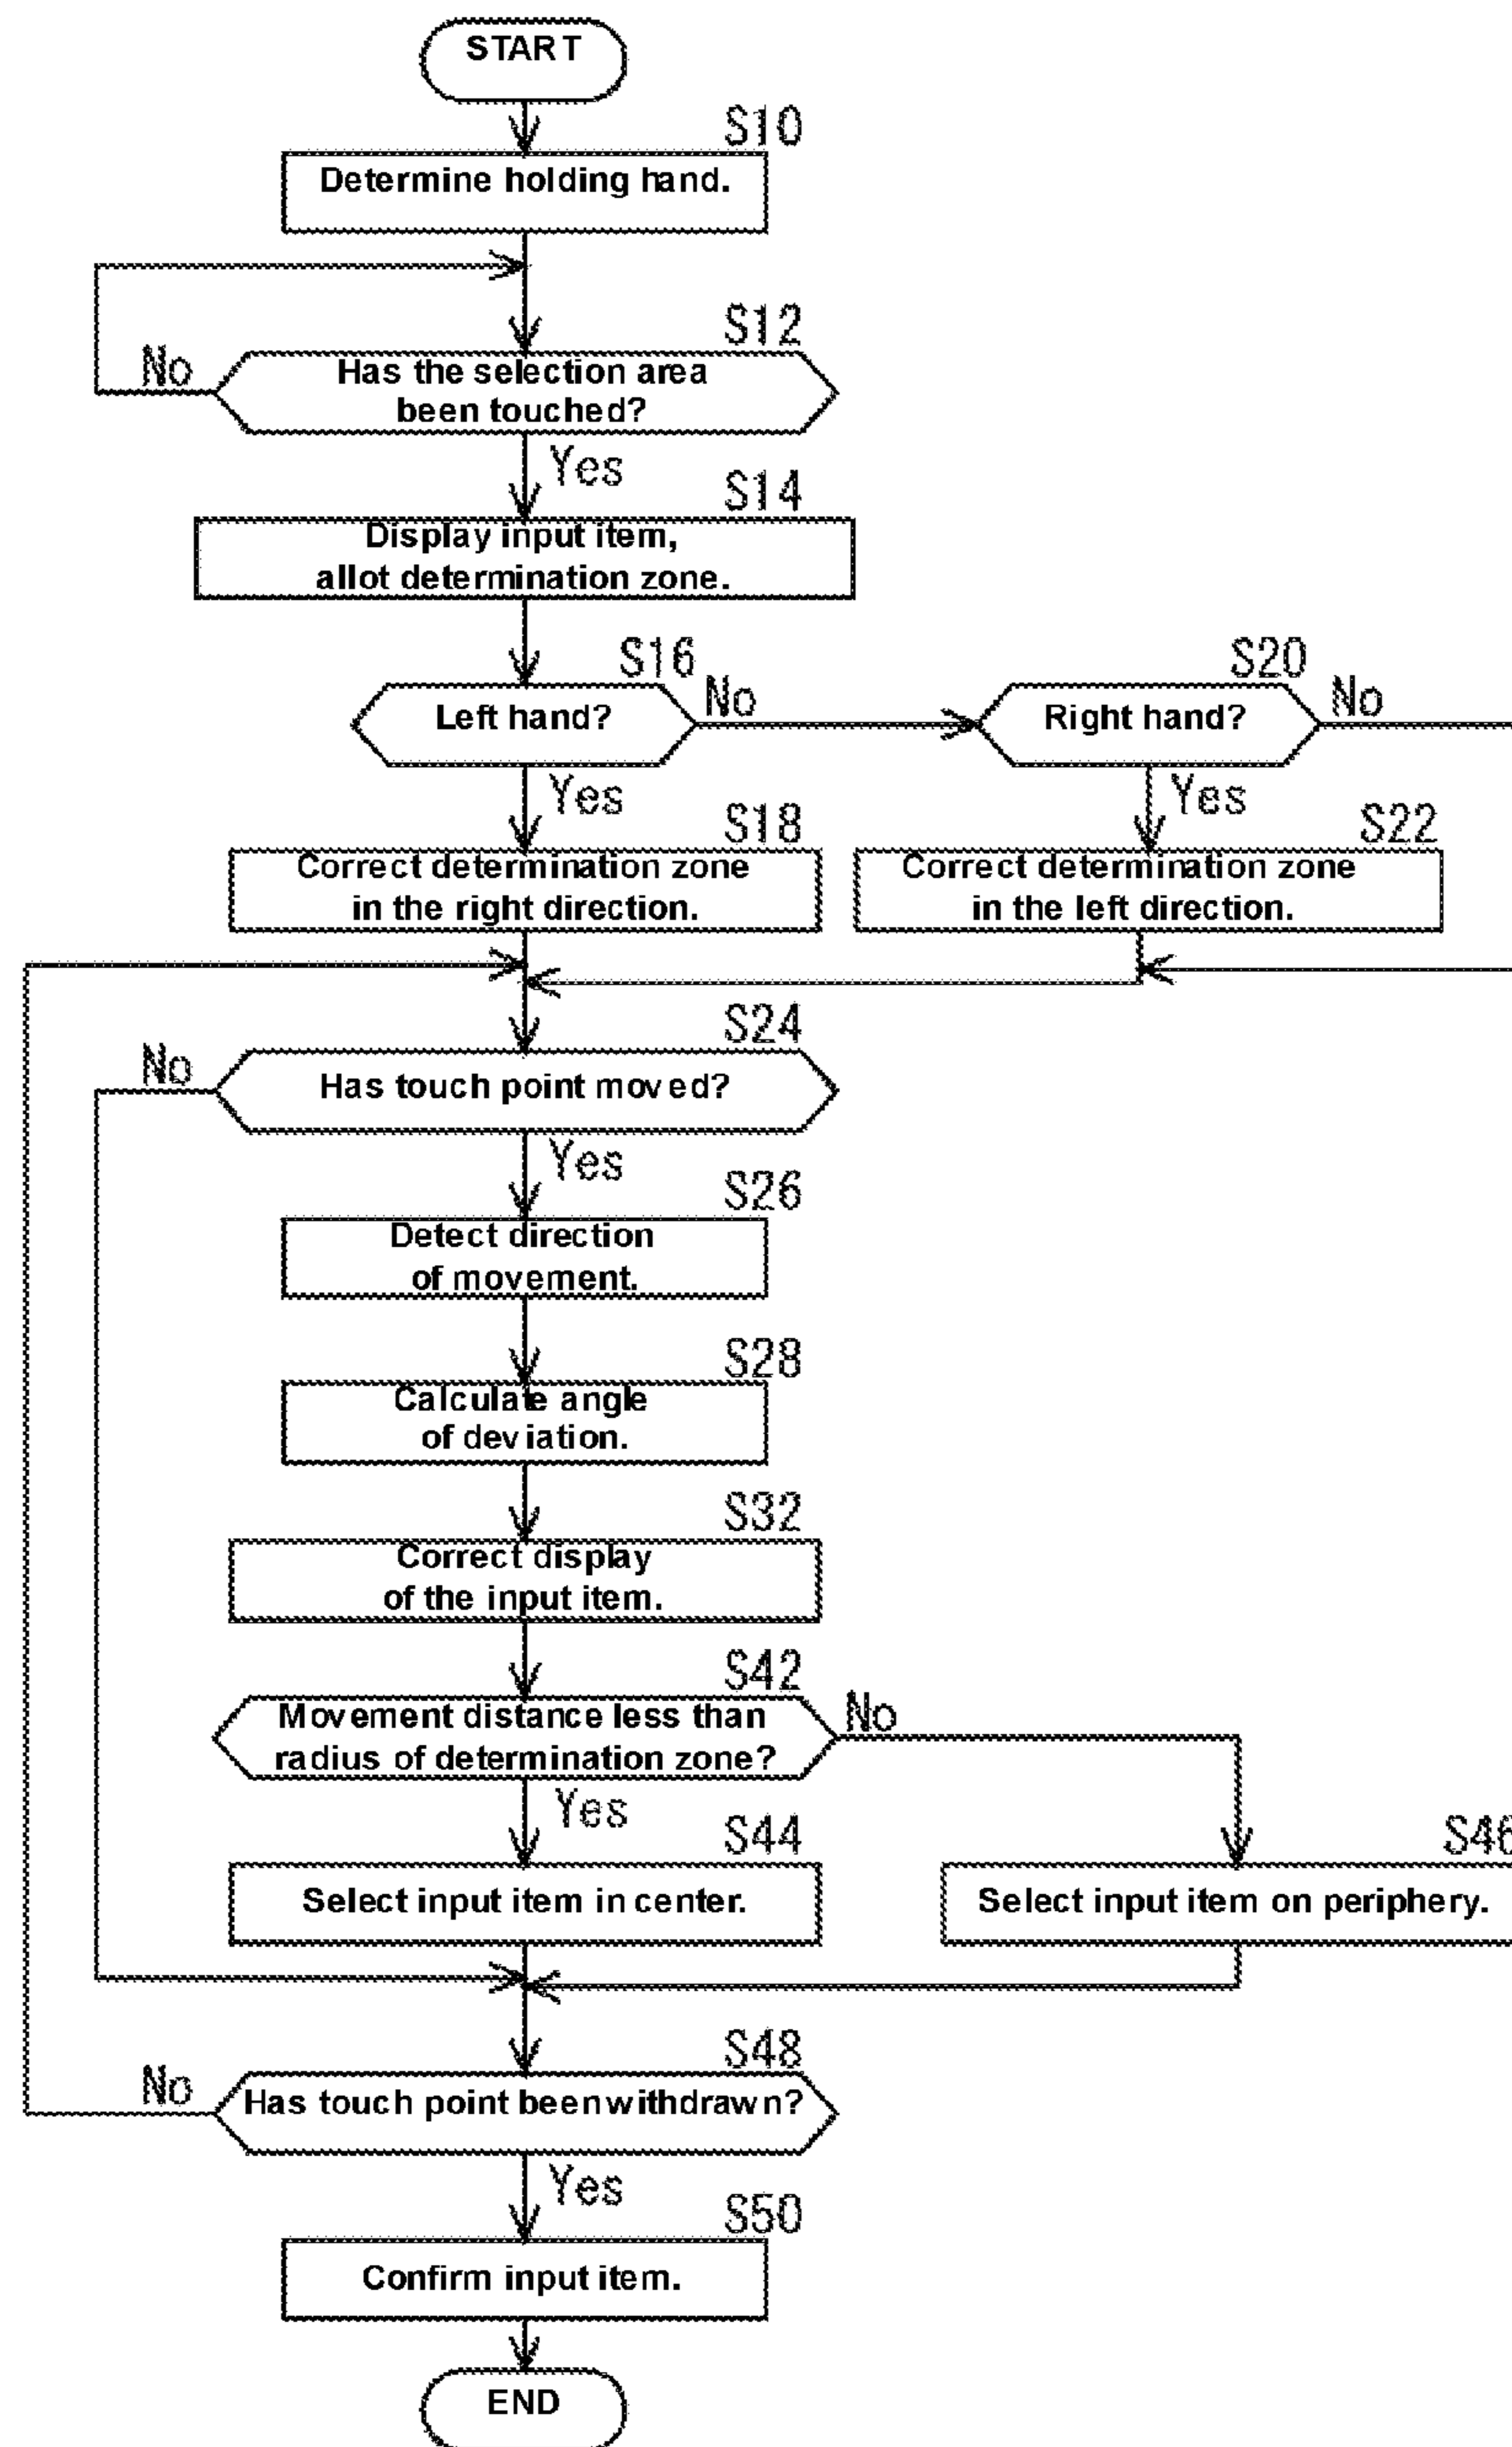 START
S10
Determine holding hand.
S12
No
Has the selection area
been touched?
Yes
S14
Display input item,
allot determination zone.
S16
S20
Left hand?
No
Right hand?
No
Yes
Yes
S18
S22
Correct determination zone
in the right direction.
Correct determination zone
in the left direction.
S24
No
Has touch point moved?
Yes
S26
Detect direction
of movement.
S28
Calculate angle
of deviation.
S32
Correct display
of the input item.
S42
Movement distance less than
radius of determination zone?
No
Yes
S44
S46
Select input item in center.
Select input item on periphery.
S48
No
Has touch point been withdrawn?
Yes
S50
Confirm input item.
END